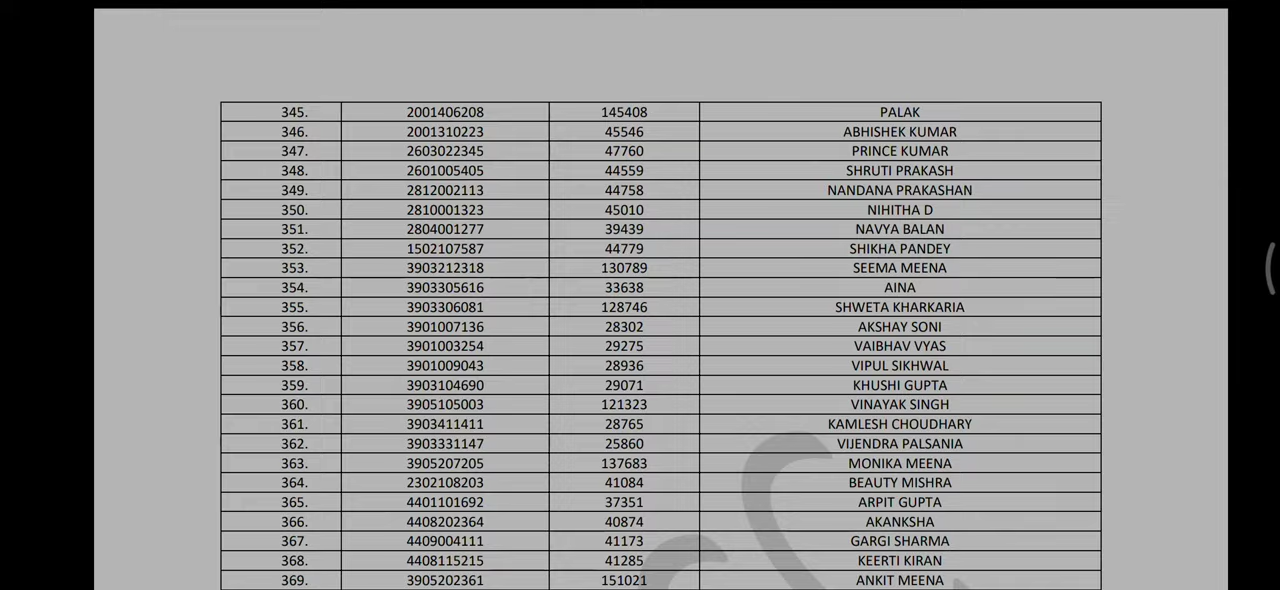 345. 2001406208 145408 PALAK
346. 2001310223 45546 ABHISHEK KUMAR
347. 2603022345 47760 PRINCE KUMAR
348. 2601005405 44559 SHRUTI PRAKASH
349. 2812002113 44758 NANDANA PRAKASHAN
350. 2810001323 45010 NIHITHA D
351. 2804001277 39439 NAVYA BALAN
352. 1502107587 44779 SHIKHA PANDEY
353. 3903212318 130789 SEEMA MEENA
354. 3903305616 33638 AINA
355. 3903306081 128746 SHWETA KHARKARIA
356. 3901007136 28302 AKSHAY SONI
357. 3901003254 29275 VAIBHAV VYAS
358. 3901009043 28936 VIPUL SIKHWAL
359. 3903104690 29071 KHUSHI GUPTA
360. 3905105003 121323 VINAYAK SINGH
361. 3903411411 28765 KAMLESH CHOUDHARY
362. 3903331147 25860 VIJENDRA PALSANIA
363. 3905207205 137683 MONIKA MEENA
364. 2302108203 41084 BEAUTY MISHRA
365. 4401101692 37351 ARPIT GUPTA
366. 4408202364 40874 AKANKSHA
367. 4409004111 41173 GARGI SHARMA
368. 4408115215 41285 KEERTI KIRAN
369. 3905202361 151021 ANKIT MEENA